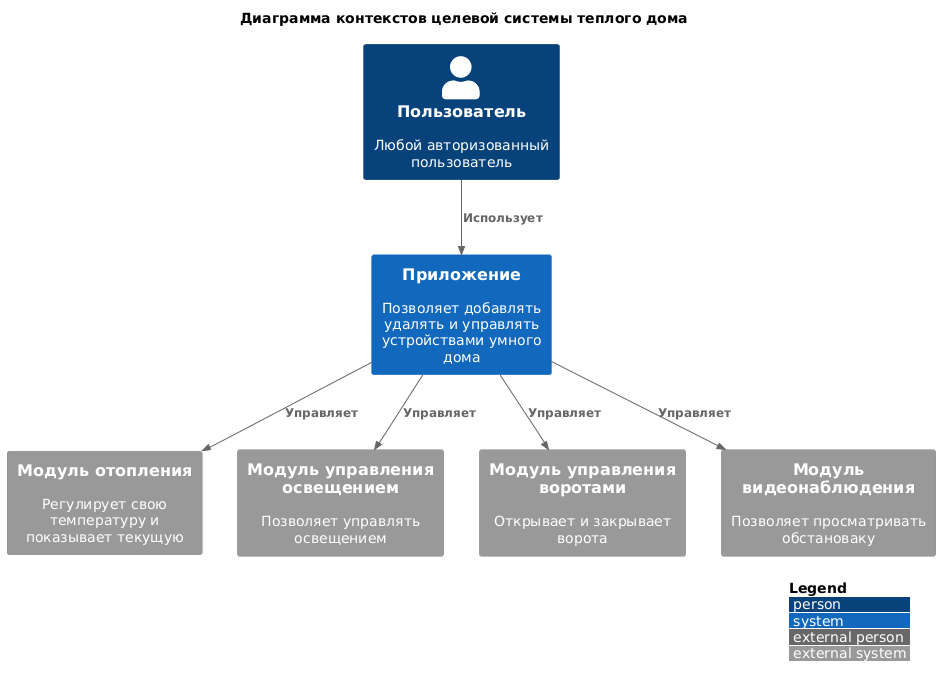 Диаграмма контекстов целевой системы теплого дома
Пользователь
Любой авторизованный
пользователь
Использует
Приложение
Позволяет добавлять
удалять и управлять
устройствами умного
дома
Управляет
Управляет
Управляет
Управляет
Модуль отопления
Регулирует свою
температуру и
показывает текущую
Модуль управления
освещением
Позволяет управлять
освещением
Модуль управления
воротами
Открывает и закрывает
ворота
Модуль
видеонаблюдения
Позволяет просматривать
обстановаку
Legend
person
system
external person
external system